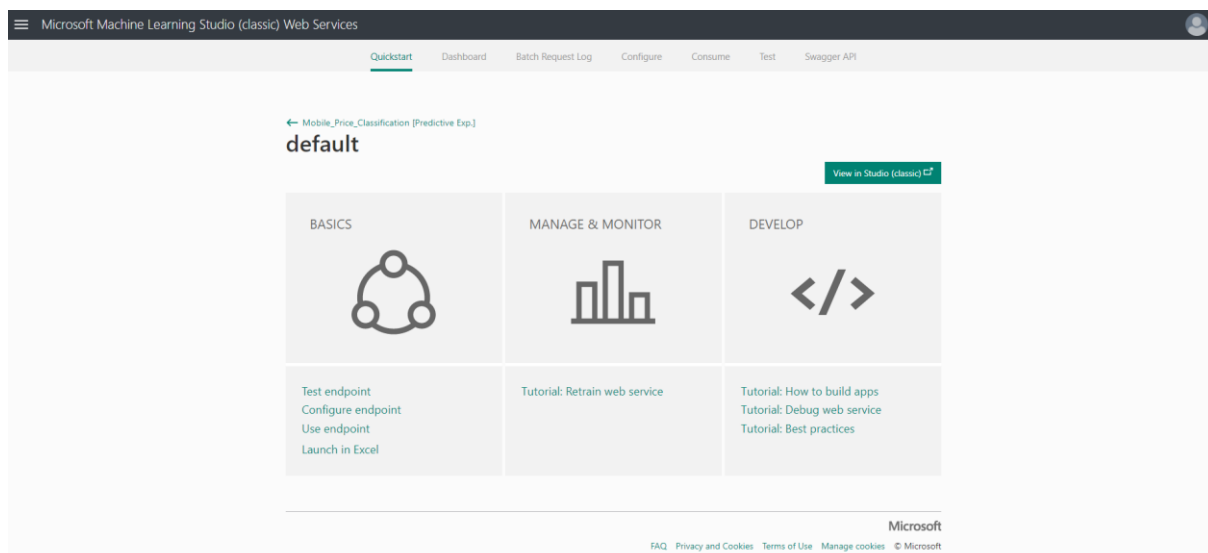 Microsoft Machine Learning Studio (classic) Web Services
Quickstart Dashboard Batch Request Log Configure Consume Test Swagger API
Mobile_Price_Classification [Predictive Exp.]
default
View in Studio (classic)
BASICS
MANAGE & MONITOR
DEVELOP
</>
Test endpoint
Configure endpoint
Use endpoint
Launch in Excel
Tutorial: Retrain web service
Tutorial: How to build apps
Tutorial: Debug web service
Tutorial: Best practices
Microsoft
FAQ Privacy and Cookies Terms of Use Manage cookies © Microsoft